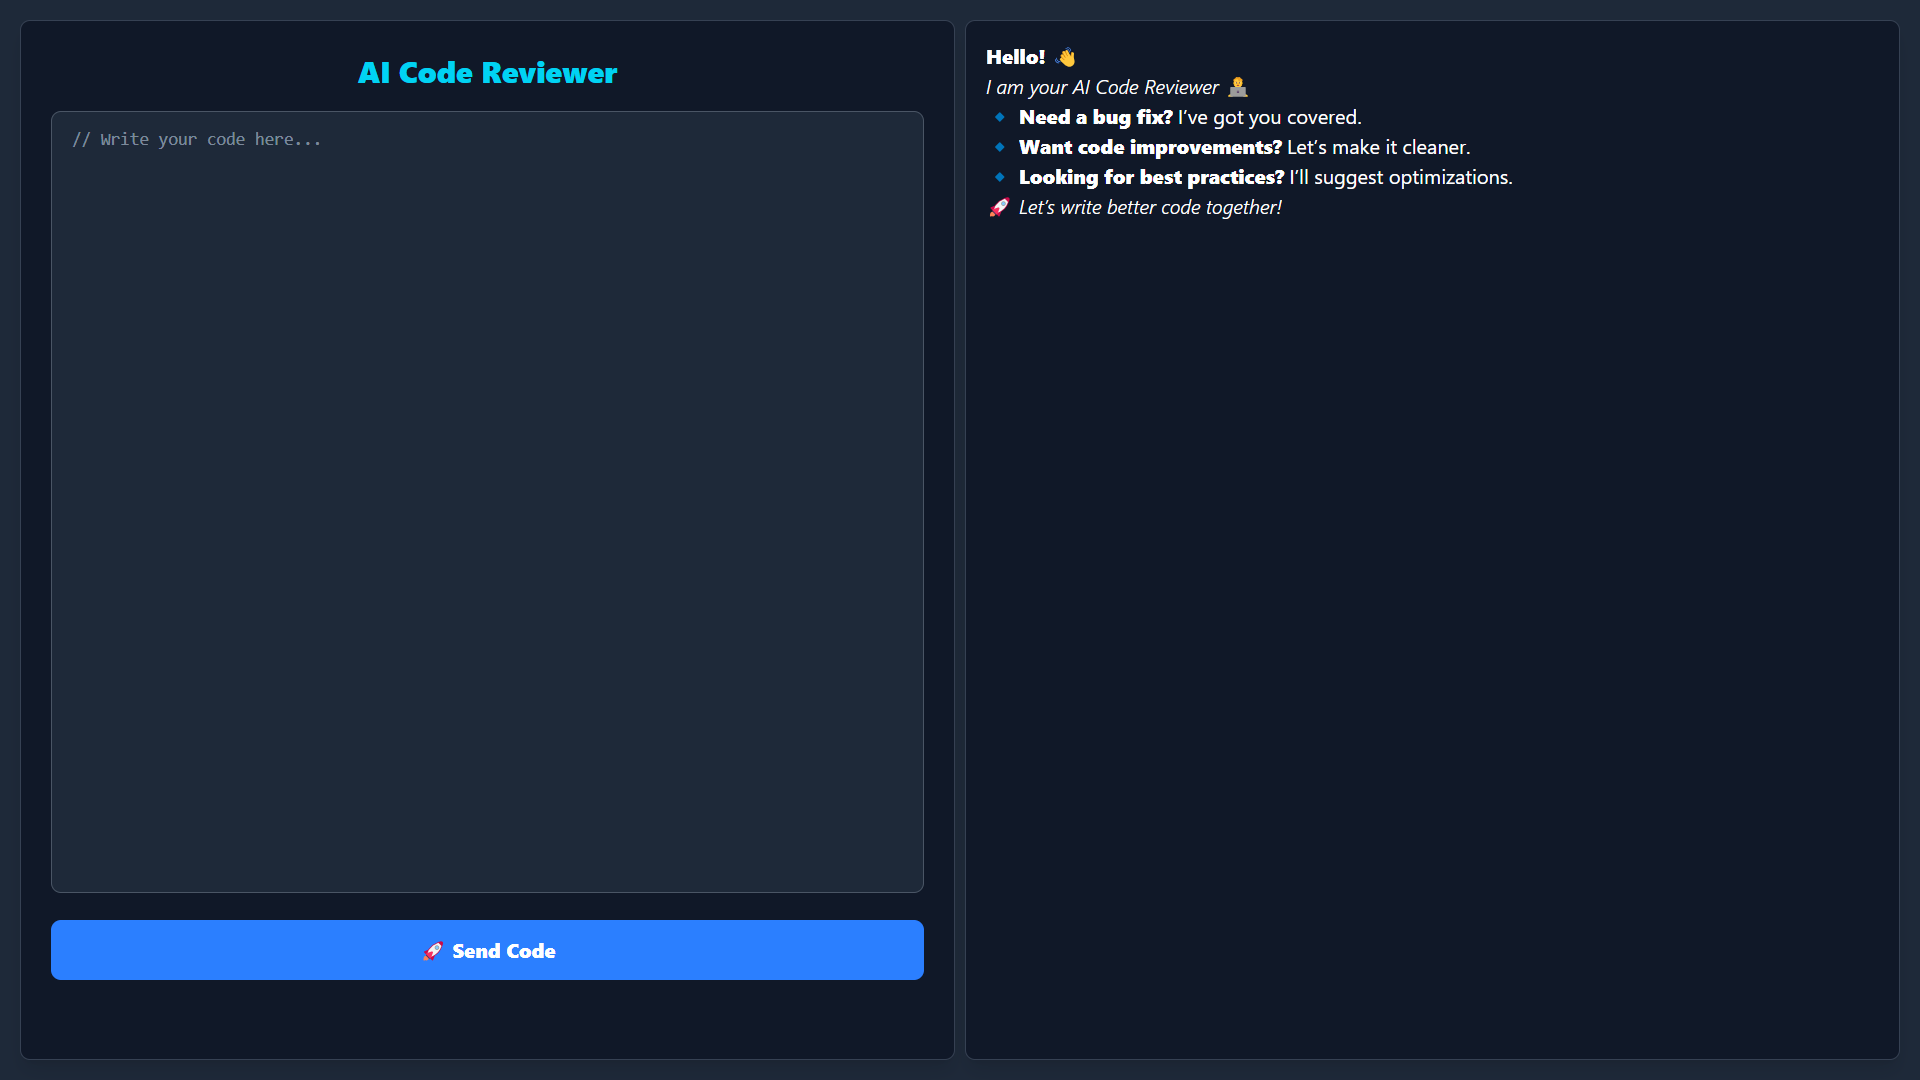 AI Code Reviewer
// Write your code here...
🚀 Send Code
Hello! 👋
I am your AI Code Reviewer 👨‍💻
🔹 Need a bug fix? I’ve got you covered.
🔹 Want code improvements? Let’s make it cleaner.
🔹 Looking for best practices? I’ll suggest optimizations.
🚀 Let’s write better code together!